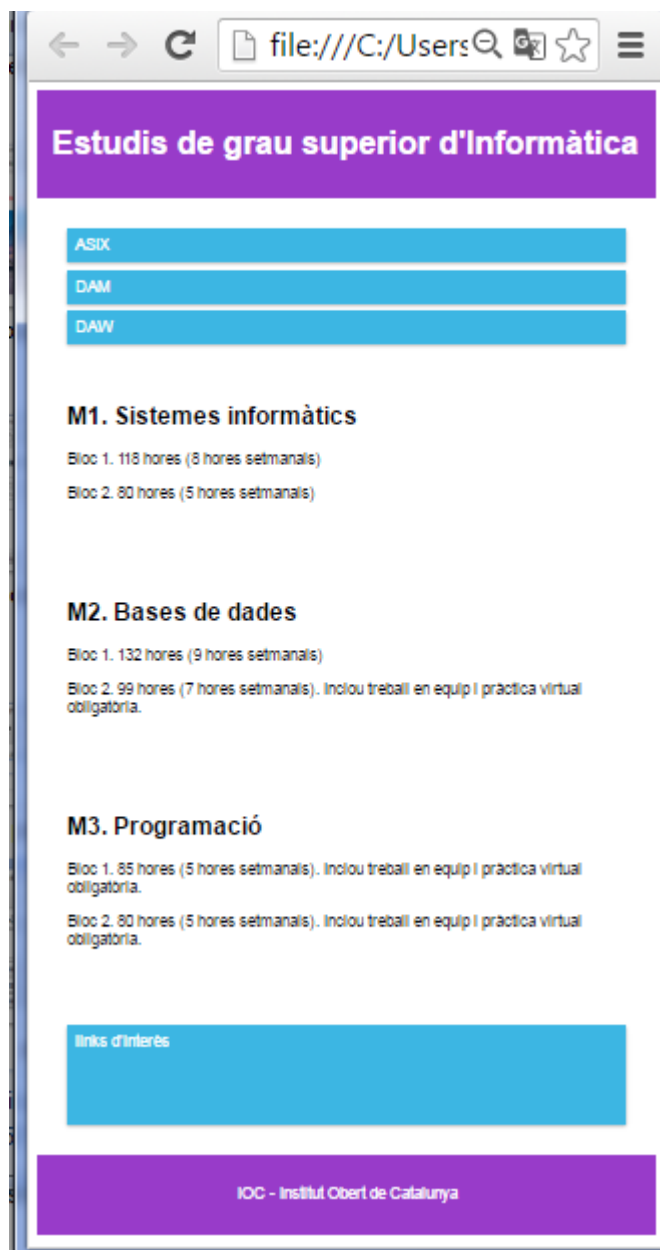 file:///C:/Users
Estudis de grau superior d'Informàtica
ASIX
DAM
DAW
M1. Sistemes informàtics
Bloc 1. 118 hores (8 hores setmanals)
Bloc 2. 80 hores (5 hores setmanals)
M2. Bases de dades
Bloc 1. 132 hores (9 hores setmanals)
Bloc 2. 99 hores (7 hores setmanals). Inclou treball en equip i pràctica virtual
obligatòria.
M3. Programació
Bloc 1. 85 hores (5 hores setmanals). Inclou treball en equip i pràctica virtual
obligatòria.
Bloc 2. 80 hores (5 hores setmanals). Inclou treball en equip i pràctica virtual
obligatòria.
links d'interès
IOC - Institut Obert de Catalunya